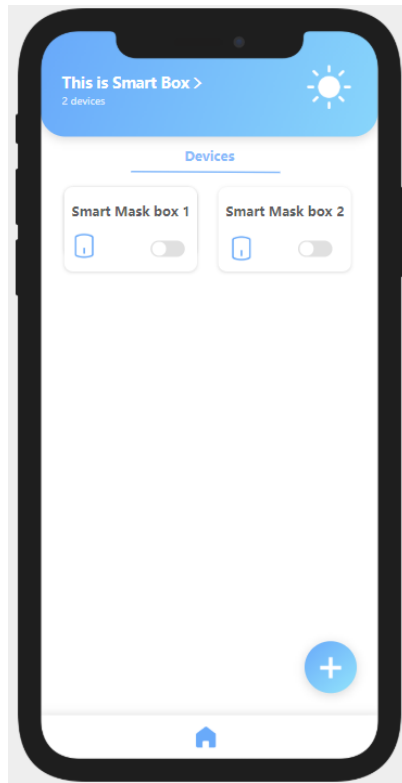 This is Smart Box >
2 devices
Devices
Smart Mask box 1
Smart Mask box 2